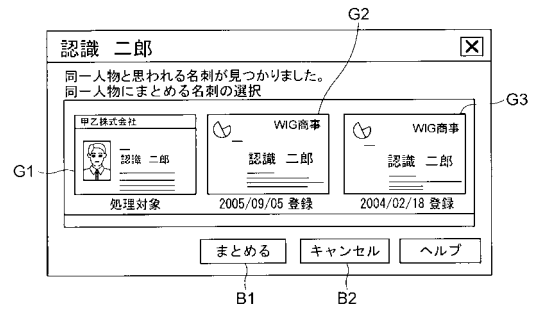 G2
認識 二郎
同一人物と思われる名刺が見つかりました。
同一人物にまとめる名刺の選択
G3
甲乙株式会社
認識 二郎
WIG商事
認識 二郎
WIG商事
認識 二郎
G1
処理対象
2005/09/05 登録
2004/02/18 登録
まとめる
キャンセル
ヘルプ
B1
B2